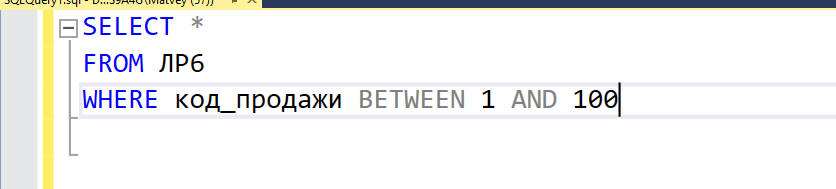 SELECT *
FROM ЛР6
WHERE код_продажи BETWEEN 1 AND 100